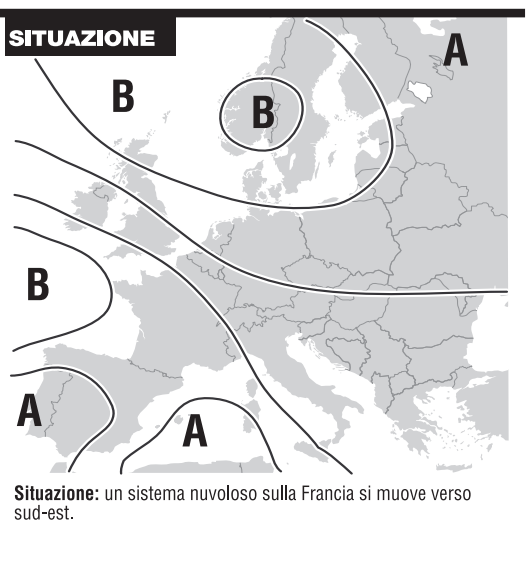 SITUAZIONE
A
B
B
B
A
A
Situazione: un sistema nuvoloso sulla Francia si muove verso
sud-est.